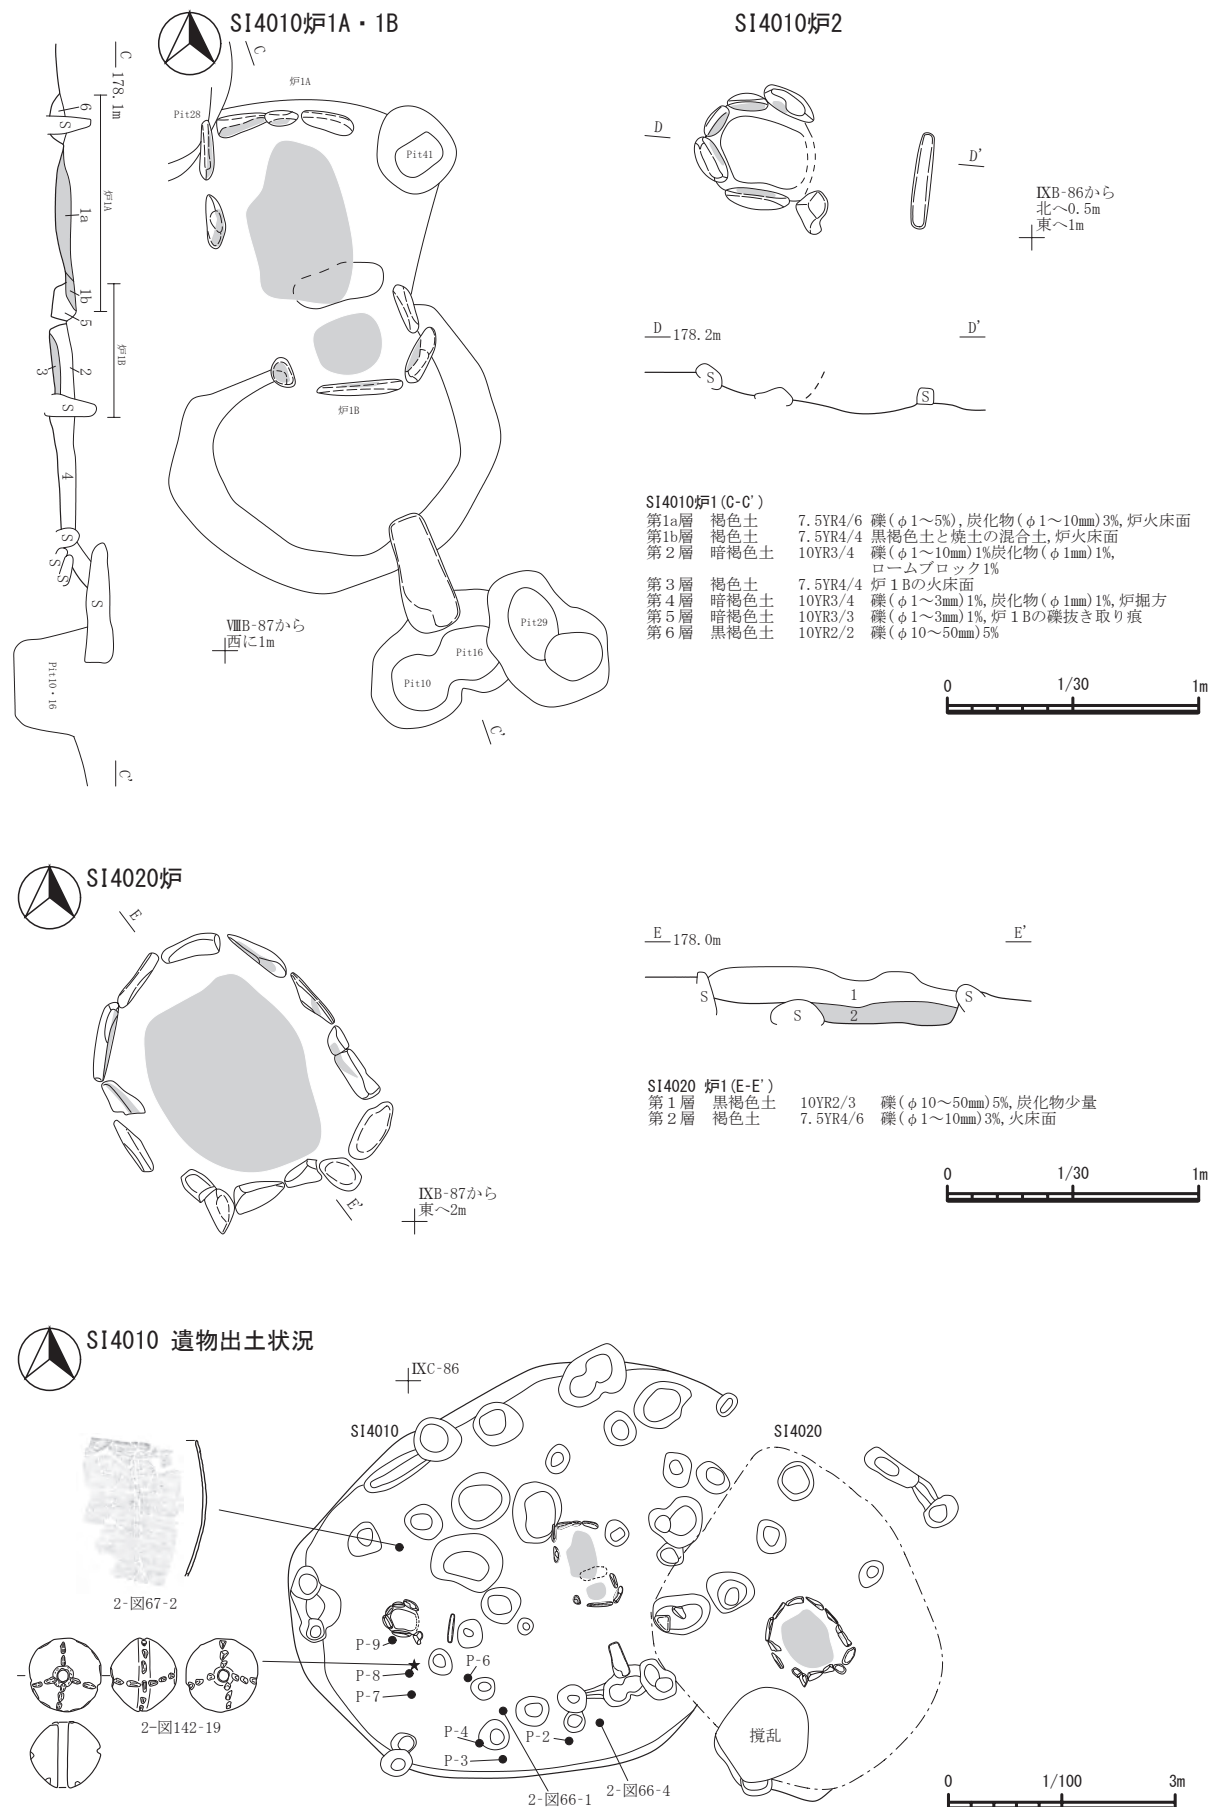 SI4010炉1A・1B
C
C
178.1m
炉1A
Pit28
Pit41
6
S
炉1A
1a
1b
5
炉1B
3
2
S
4
炉1B
S
S
S
S
Pit10・16
C'
ⅧB-87から
西に1m
Pit29
Pit16
Pit10
C'
SI4010炉2
D
D'
ⅨB-86から
北へ0.5m
東へ1m
D
178.2m
D'
S
S
SI4010炉1(C-C')
第1a層 褐色土 7.5YR4/6 礫(φ1～5%),炭化物(φ1～10mm)3%,炉火床面
第1b層 褐色土 7.5YR4/4 黒褐色土と焼土の混合土,炉火床面
第2層 暗褐色土 10YR3/4 礫(φ1～10mm)1%炭化物(φ1mm)1%,
ロームブロック1%
第3層 褐色土 7.5YR4/4 炉1Bの火床面
第4層 暗褐色土 10YR3/4 礫(φ1～3mm)1%,炭化物(φ1mm)1%,炉掘方
第5層 暗褐色土 10YR3/3 礫(φ1～3mm)1%,炉1Bの礫抜き取り痕
第6層 黒褐色土 10YR2/2 礫(φ10～50mm)5%
0 1/30 1m
SI4020炉
E
E'
ⅨB-87から
東へ2m
E
178.0m
E'
S
1
S
S
2
SI4020 炉1(E-E')
第1層 黒褐色土 10YR2/3 礫(φ10～50mm)5%,炭化物少量
第2層 褐色土 7.5YR4/6 礫(φ1～10mm)3%,火床面
0 1/30 1m
SI4010 遺物出土状況
ⅨC-86
SI4010
SI4020
2-図67-2
P-9
P-8
P-6
P-7
2-図142-19
P-4
P-2
P-3
撹乱
2-図66-1
2-図66-4
0 1/100 3m